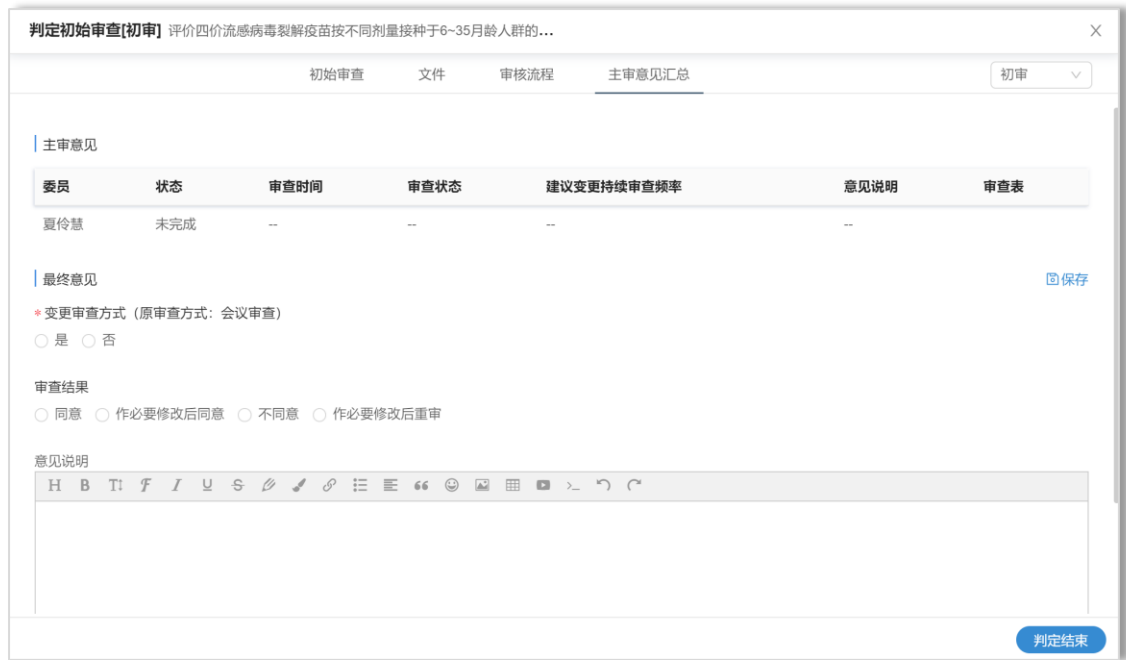 判定初始审查[初审] 评价四价流感病毒裂解疫苗按不同剂量接种于6~35月龄人群的...
初始审查 文件 审核流程 主审意见汇总 初审
主审意见
委员 状态 审查时间 审查状态 建议变更持续审查频率 意见说明 审查表
夏伶慧 未完成 -- -- -- --
最终意见 保存
*变更审查方式（原审查方式：会议审查）
是 否
审查结果
同意 作必要修改后同意 不同意 作必要修改后重审
意见说明
判定结束